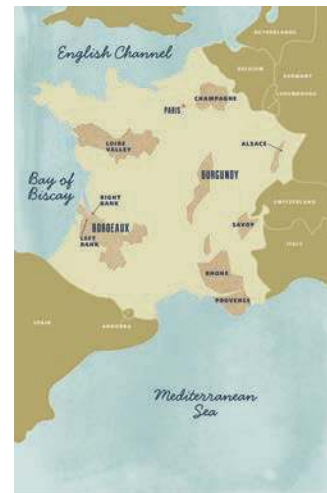 NETHERLANDS
English Channel
BELGIUM
GERMANY
LUXEMBOURG
CHAMPAGNE
PARIS
ALSACE
LOIRE
VALLEY
BURGUNDY
Bay of
Biscay
SWITZERLAND
RIGHT
BANK
BORDEAUX
SAVOY
LEFT
BANK
ITALY
RHONE
PROVENCE
SPAIN
ANDORRA
Mediterranean
Sea